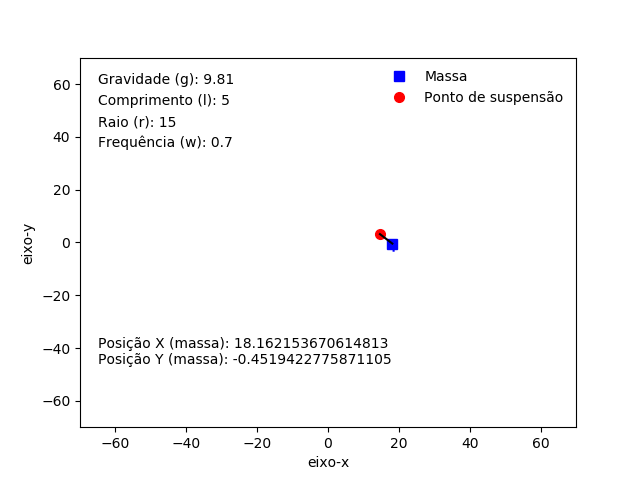 Gravidade (g): 9.81
Comprimento (l): 5
Raio (r): 15
Frequência (w): 0.7
Massa
Ponto de suspensão
Posição X (massa): 18.162153670614813
Posição Y (massa): -0.4519422775871105
eixo-y
60
40
20
0
−20
−40
−60
−60
−40
−20
0
20
40
60
eixo-x